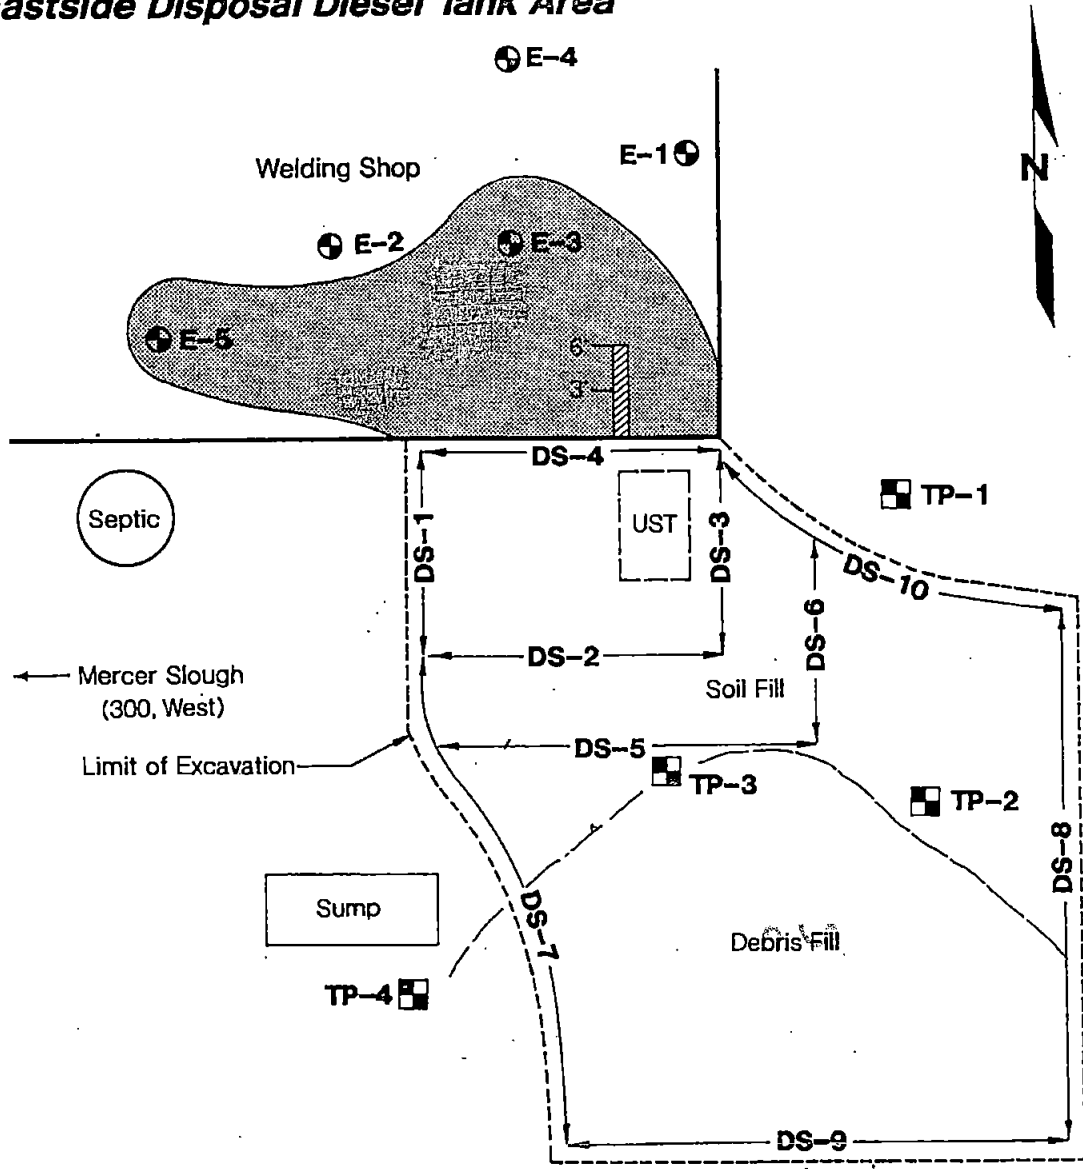 Eastside Disposal Diesel Tank Area
E-4
E-1
N
Welding Shop
E-2
E-3
E-5
6'
3'
DS-4
Septic
UST
TP-1
DS-1
DS-3
DS-10
DS-6
DS-2
Mercer Slough
(300, West)
Soil Fill
Limit of Excavation
DS-5
TP-3
TP-2
DS-8
Sump
DS-7
Debris Fill
TP-4
DS-9